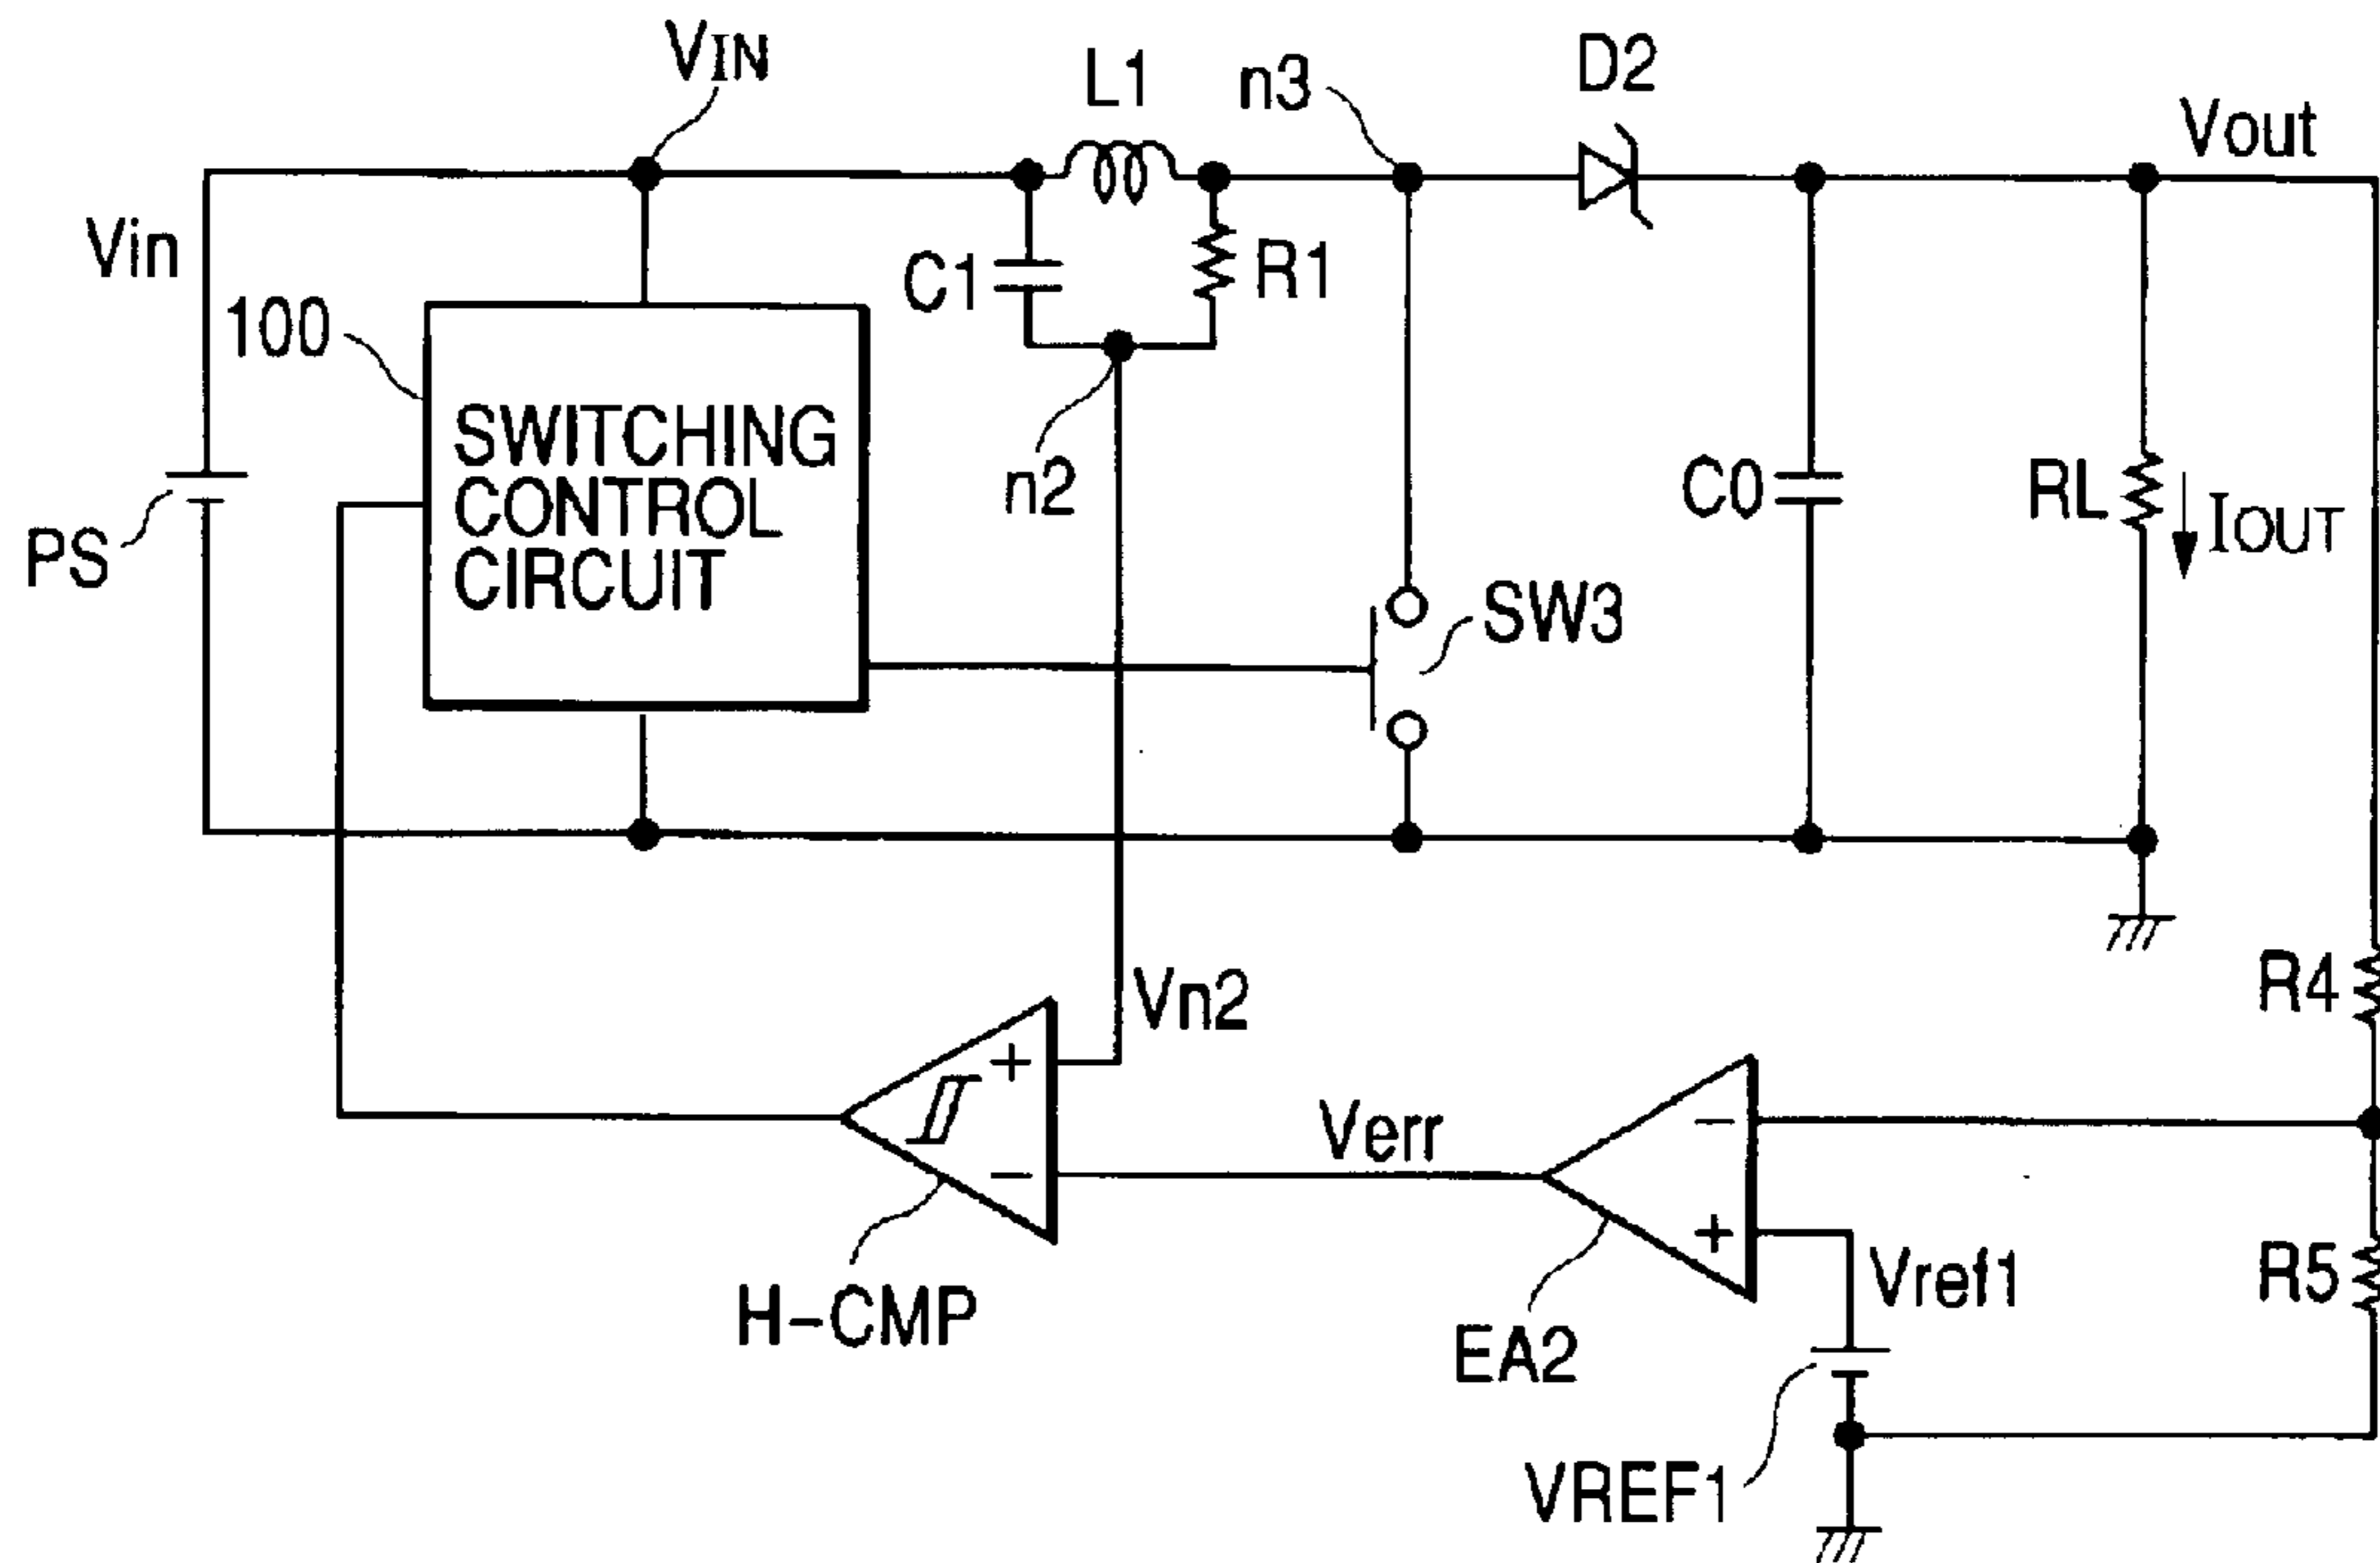 VIN
L1
n3
D2
Vout
Vin
C1
R1
100
SWITCHING
CONTROL
CIRCUIT
n2
C0
RL
IOUT
PS
SW3
R4
Vn2
+
−
Verr
−
+
H-CMP
Vref1
R5
EA2
VREF1